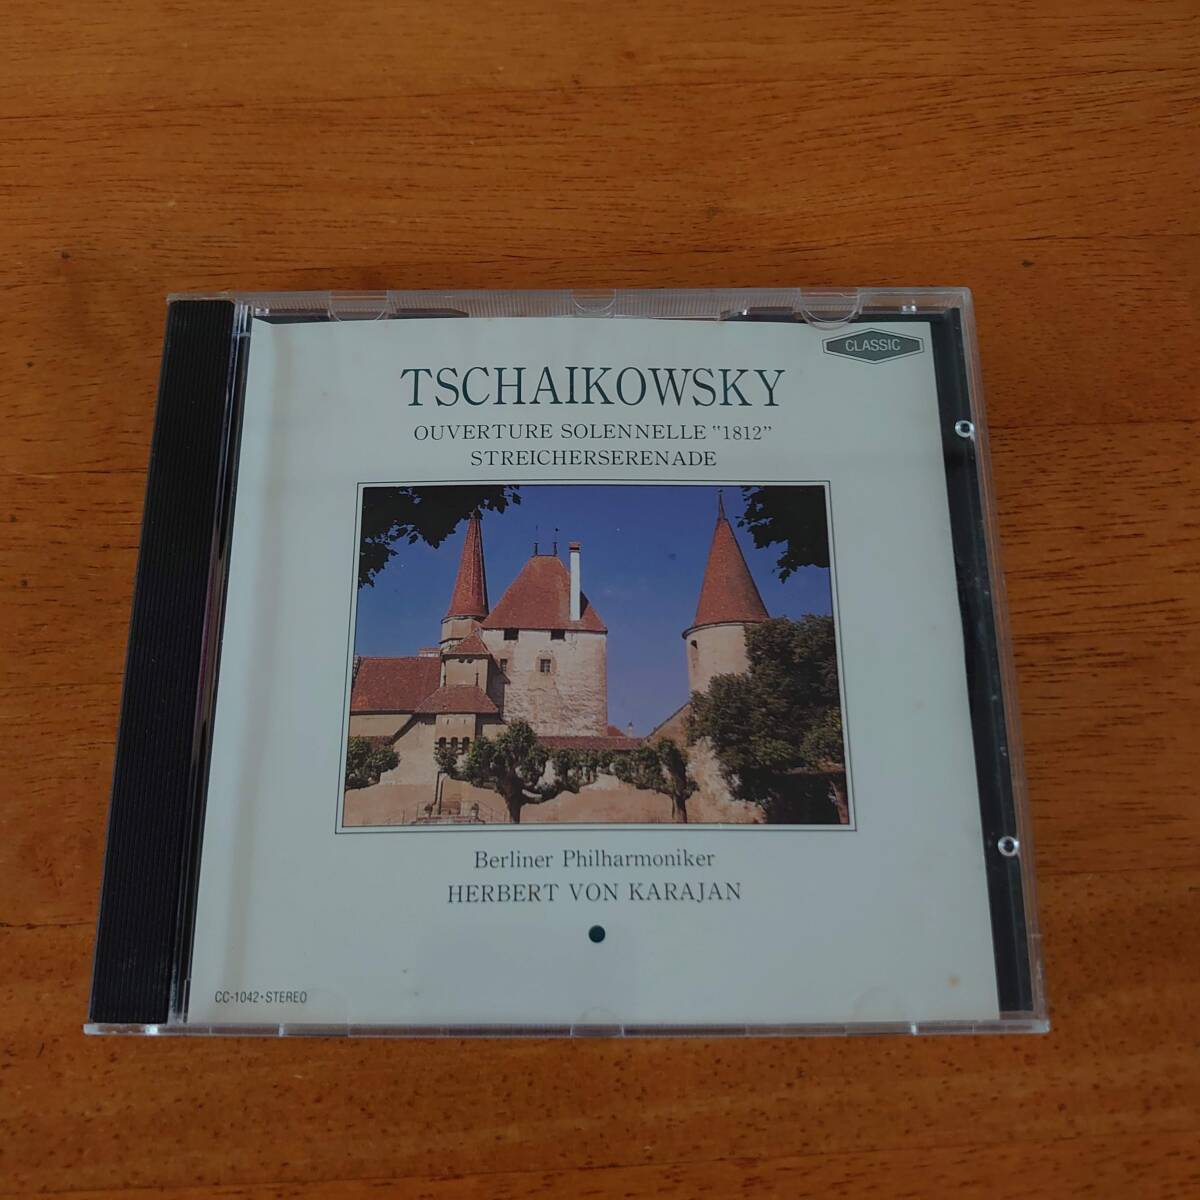 CLASSIC
TSCHAIKOWSKY
OUVERTURE SOLENNELLE "1812"
STREICHERSERENADE
Berliner Philharmoniker
HERBERT VON KARAJAN
CC-1042・STEREO